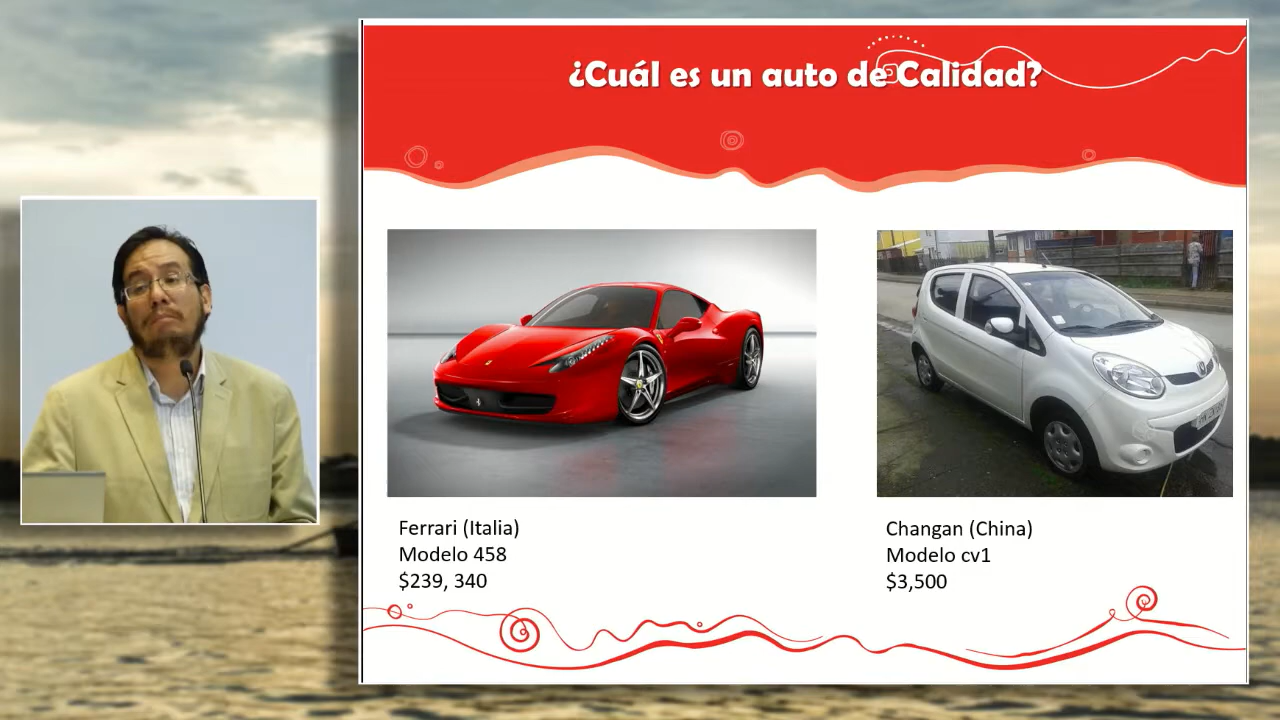 ¿Cuál es un auto de Calidad?
Ferrari (Italia)
Modelo 458
$239, 340
Changan (China)
Modelo cv1
$3,500